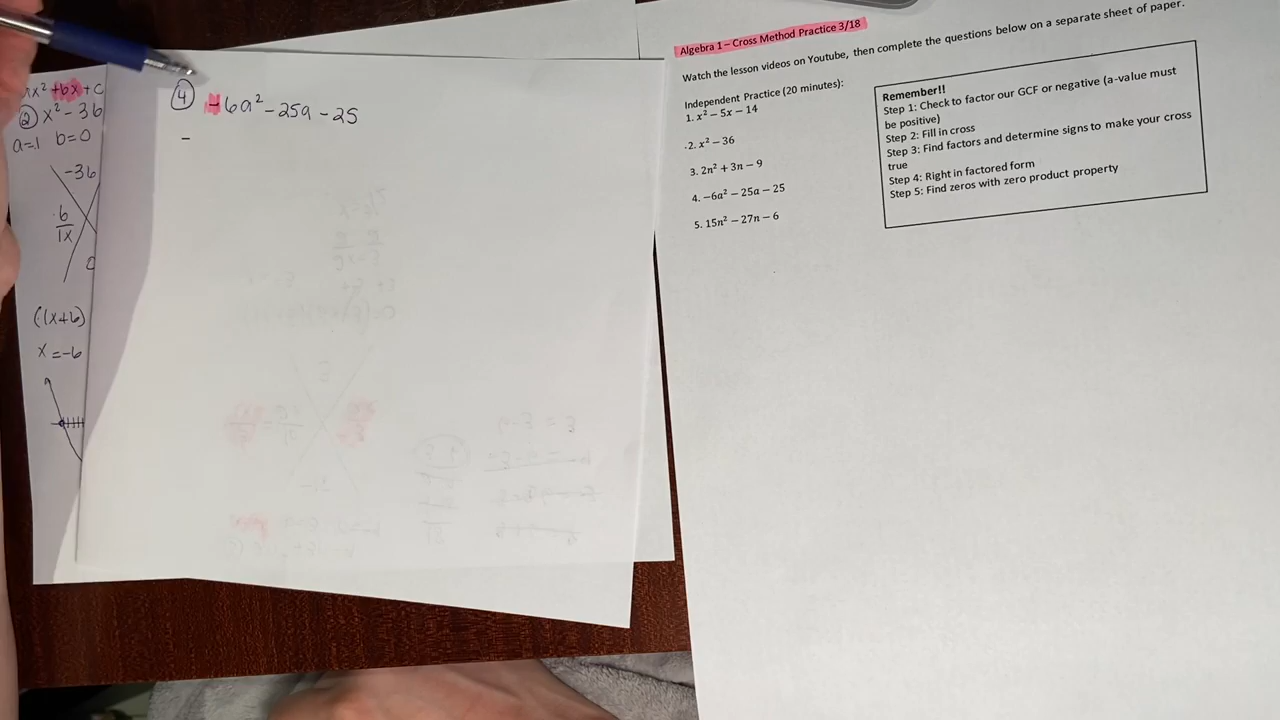 ax² +bx + c
② x² - 36
a=1 b=0
-36
6
1x
0
(x+6)
x = -6
④ -6a² - 25a - 25
-
Algebra 1 – Cross Method Practice 3/18
Watch the lesson videos on Youtube, then complete the questions below on a separate sheet of paper.
Independent Practice (20 minutes):
1. x² − 5x − 14
2. x² − 36
3. 2n² + 3n − 9
4. −6a² − 25a − 25
5. 15n² − 27n − 6
Remember!!
Step 1: Check to factor our GCF or negative (a-value must
be positive)
Step 2: Fill in cross
Step 3: Find factors and determine signs to make your cross
true
Step 4: Right in factored form
Step 5: Find zeros with zero product property